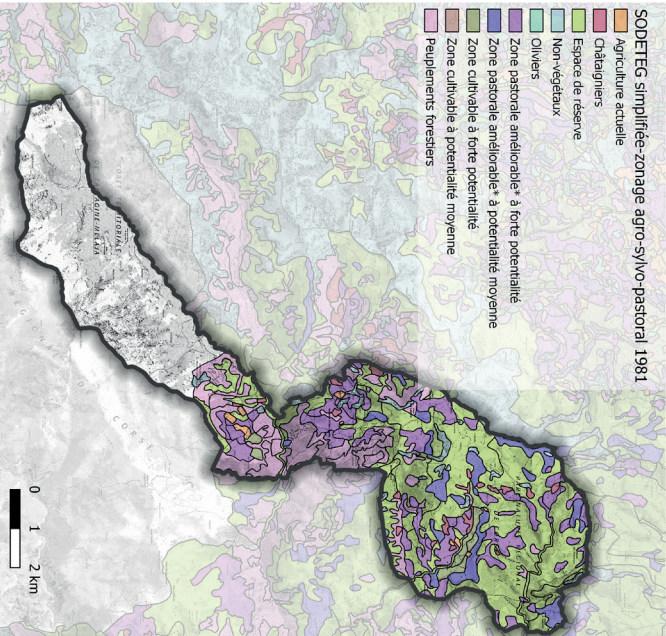 SODETEG simplifiée-zonage agro-sylvo-pastoral 1981
Agriculture actuelle
Châtaigniers
Espace de réserve
Non-végétaux
Oliviers
Zone pastorale améliorable* à forte potentialité
Zone pastorale améliorable* à potentialité moyenne
Zone cultivable à forte potentialité
Zone cultivable à potentialité moyenne
Peuplements forestiers
CORSE
0 1 2 km